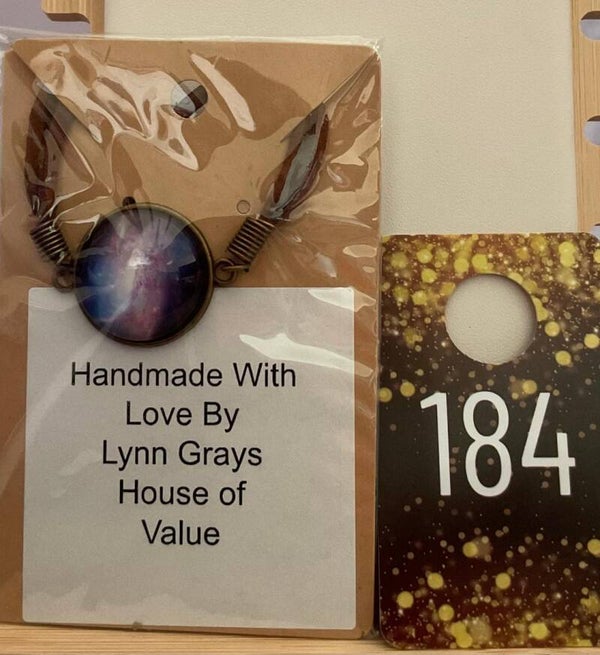 Handmade With
Love By
Lynn Grays
House of
Value
184